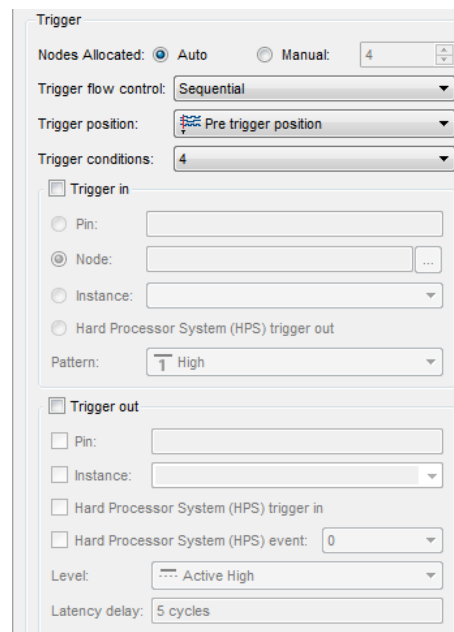 Trigger
Nodes Allocated: Auto Manual: 4
Trigger flow control: Sequential
Trigger position: Pre trigger position
Trigger conditions: 4
Trigger in
Pin:
Node: ...
Instance:
Hard Processor System (HPS) trigger out
Pattern: 1 High
Trigger out
Pin:
Instance:
Hard Processor System (HPS) trigger in
Hard Processor System (HPS) event: 0
Level: Active High
Latency delay: 5 cycles